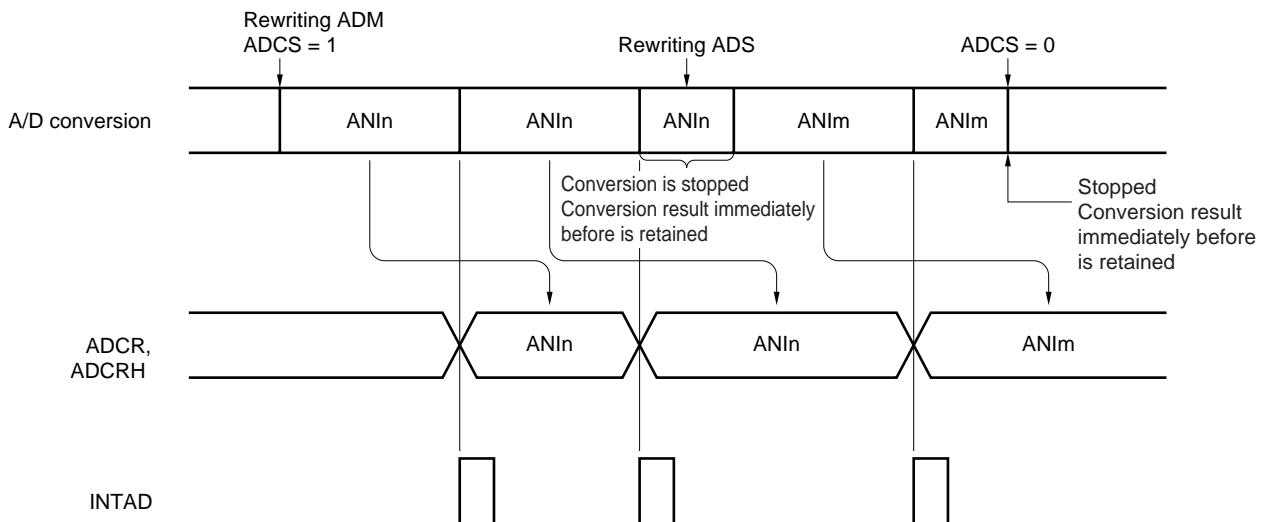 Rewriting ADM
ADCS = 1
Rewriting ADS
ADCS = 0
A/D conversion
ANIn
ANIn
ANIn
ANIm
ANIm
Conversion is stopped
Conversion result immediately
before is retained
Stopped
Conversion result
immediately before
is retained
ADCR,
ADCRH
ANIn
ANIn
ANIm
INTAD